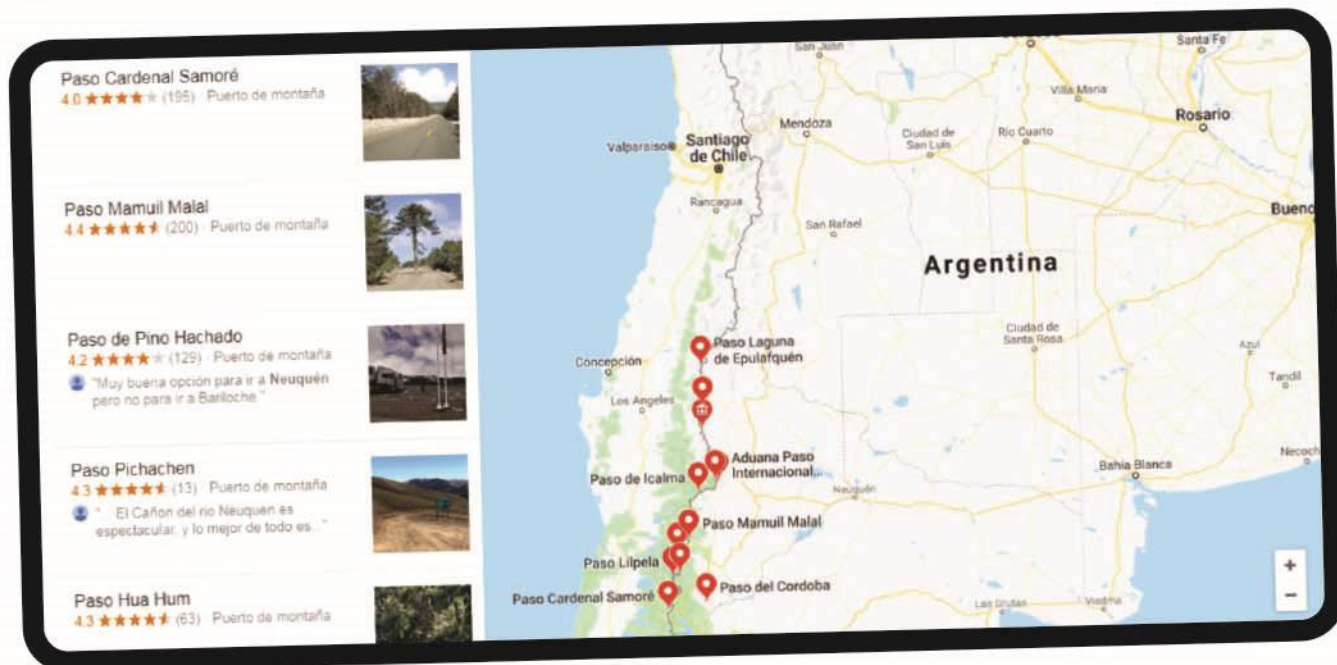 Paso Cardenal Samoré
4.0 ★★★★★ (195) · Puerto de montaña
Paso Mamuil Malal
4.4 ★★★★★ (200) · Puerto de montaña
Paso de Pino Hachado
4.2 ★★★★★ (129) · Puerto de montaña
"Muy buena opción para ir a Neuquén
pero no para ir a Bariloche."
Paso Pichachen
4.3 ★★★★★ (13) · Puerto de montaña
"... El Cañon del rio Neuquen es
espectacular, y lo mejor de todo es..."
Paso Hua Hum
4.3 ★★★★★ (63) · Puerto de montaña
San Juan
Santa Fe
Villa María
Rosario
Mendoza
Ciudad de
San Luis
Río Cuarto
Valparaíso
Santiago
de Chile
Rancagua
San Rafael
Bueno
Argentina
Paso Laguna
de Epulafquén
Ciudad de
Santa Rosa
Azul
Concepción
Los Angeles
Tandil
Aduana Paso
Internacional...
Paso de Icalma
Bahía Blanca
Necoch
Neuquén
Paso Mamuil Malal
Paso Lilpela
Paso del Cordoba
Paso Cardenal Samoré
Las Grutas
Viedma
+
−